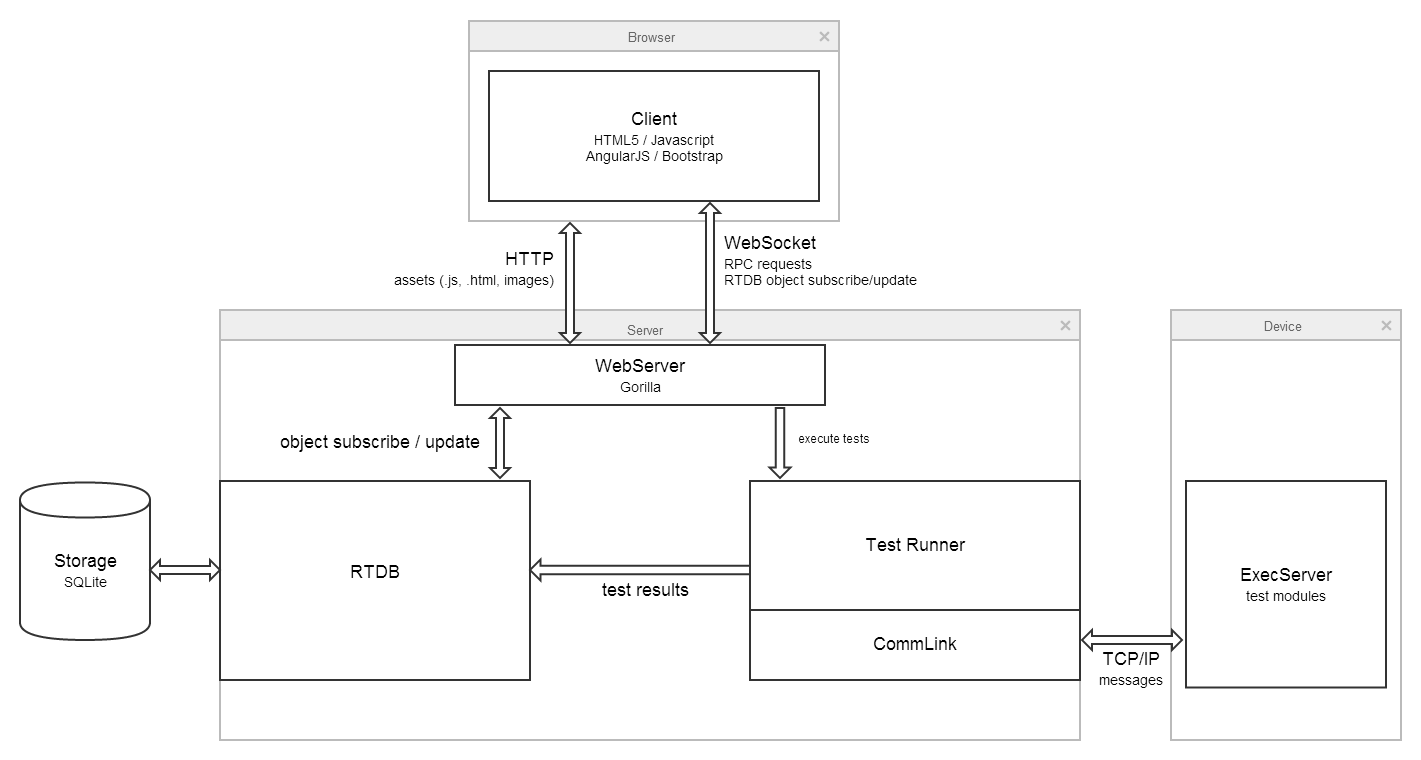 Browser
Client
HTML5 / Javascript
AngularJS / Bootstrap
HTTP
assets (.js, .html, images)
WebSocket
RPC requests
RTDB object subscribe/update
Server
Device
WebServer
Gorilla
object subscribe / update
execute tests
Storage
SQLite
RTDB
test results
Test Runner
CommLink
TCP/IP
messages
ExecServer
test modules